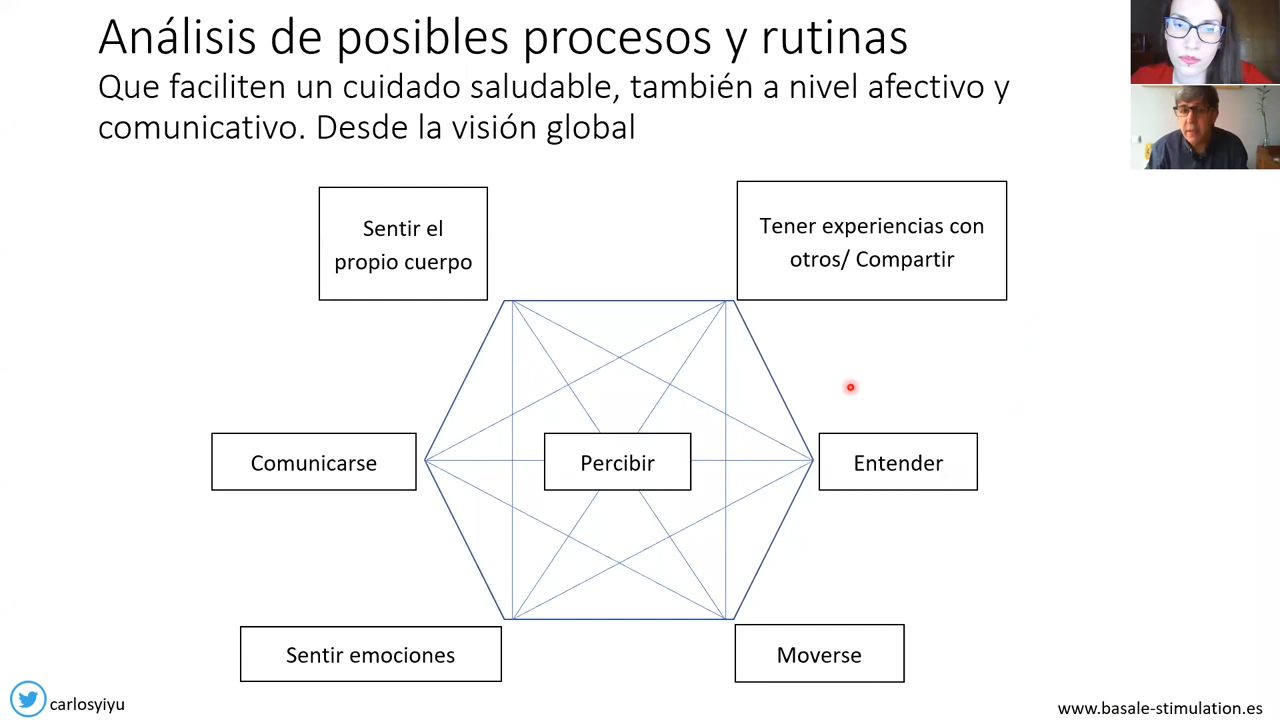 Análisis de posibles procesos y rutinas
Que faciliten un cuidado saludable, también a nivel afectivo y
comunicativo. Desde la visión global
Sentir el
propio cuerpo
Tener experiencias con
otros/ Compartir
Comunicarse
Percibir
Entender
Sentir emociones
Moverse
carlosyiyu
www.basale-stimulation.es